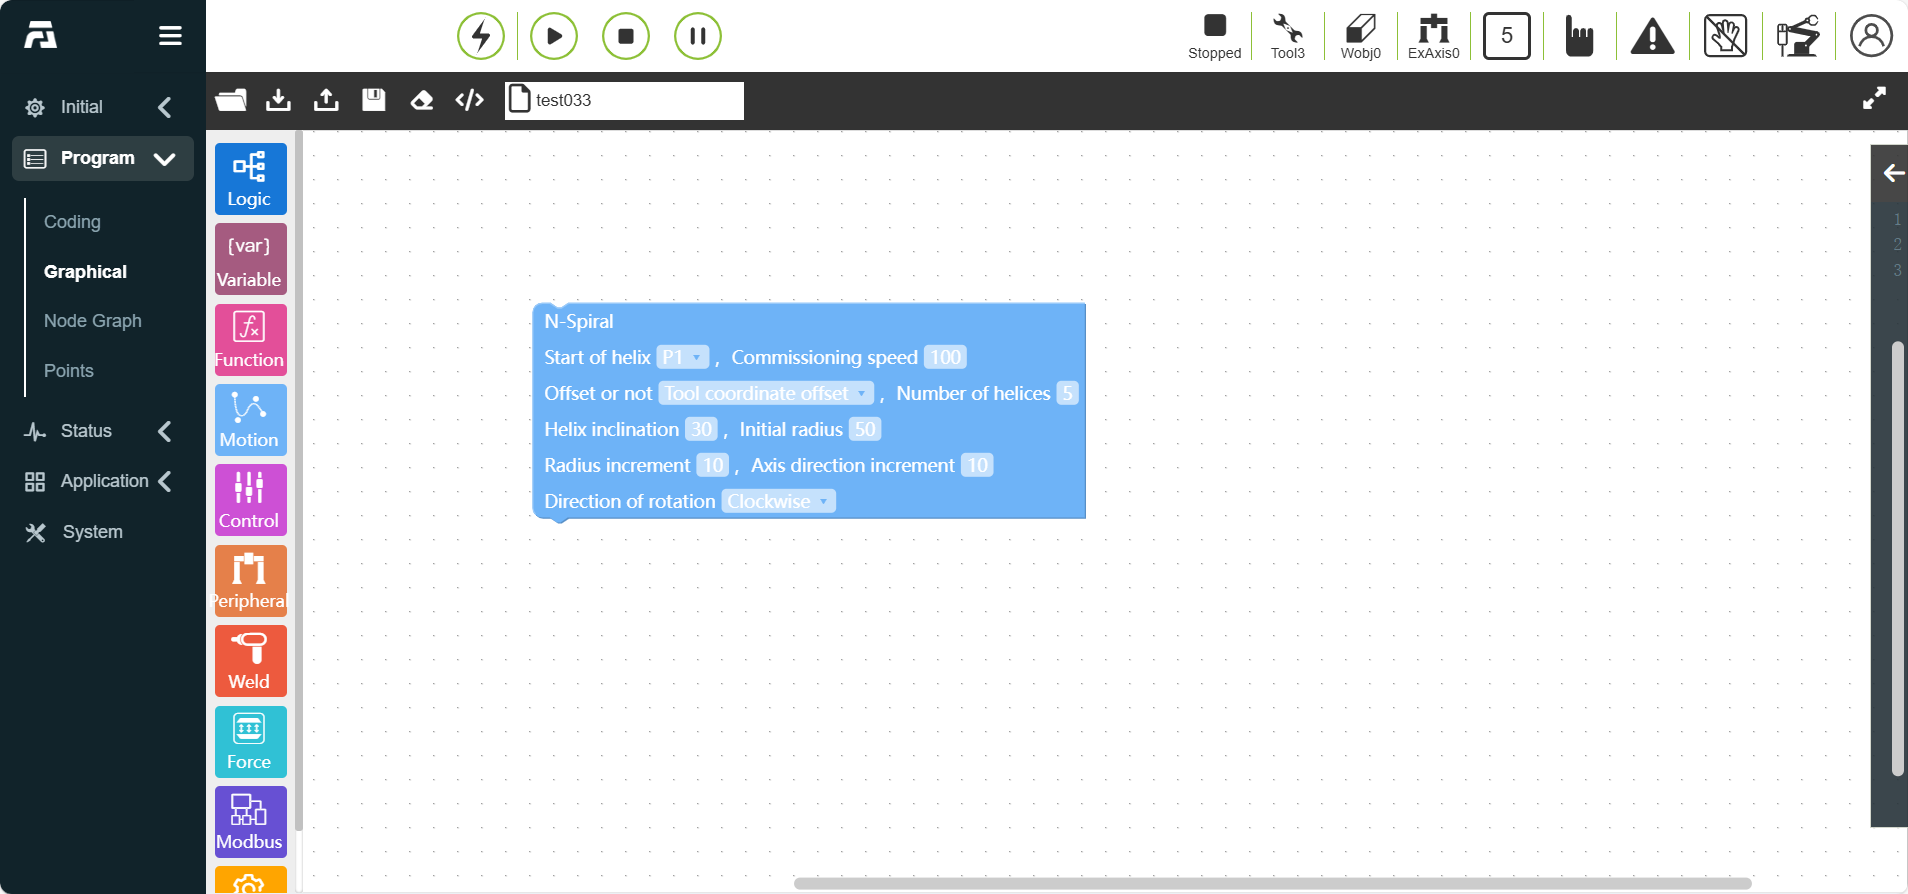 Stopped
Tool3
Wobj0
ExAxis0
5
Initial
Program
Coding
Graphical
Node Graph
Points
Status
Application
System
</> test033
Logic
{var}
Variable
fx
Function
Motion
Control
Peripheral
Weld
Force
Modbus
N-Spiral
Start of helix P1 , Commissioning speed 100
Offset or not Tool coordinate offset , Number of helices 5
Helix inclination 30 , Initial radius 50
Radius increment 10 , Axis direction increment 10
Direction of rotation Clockwise
1
2
3